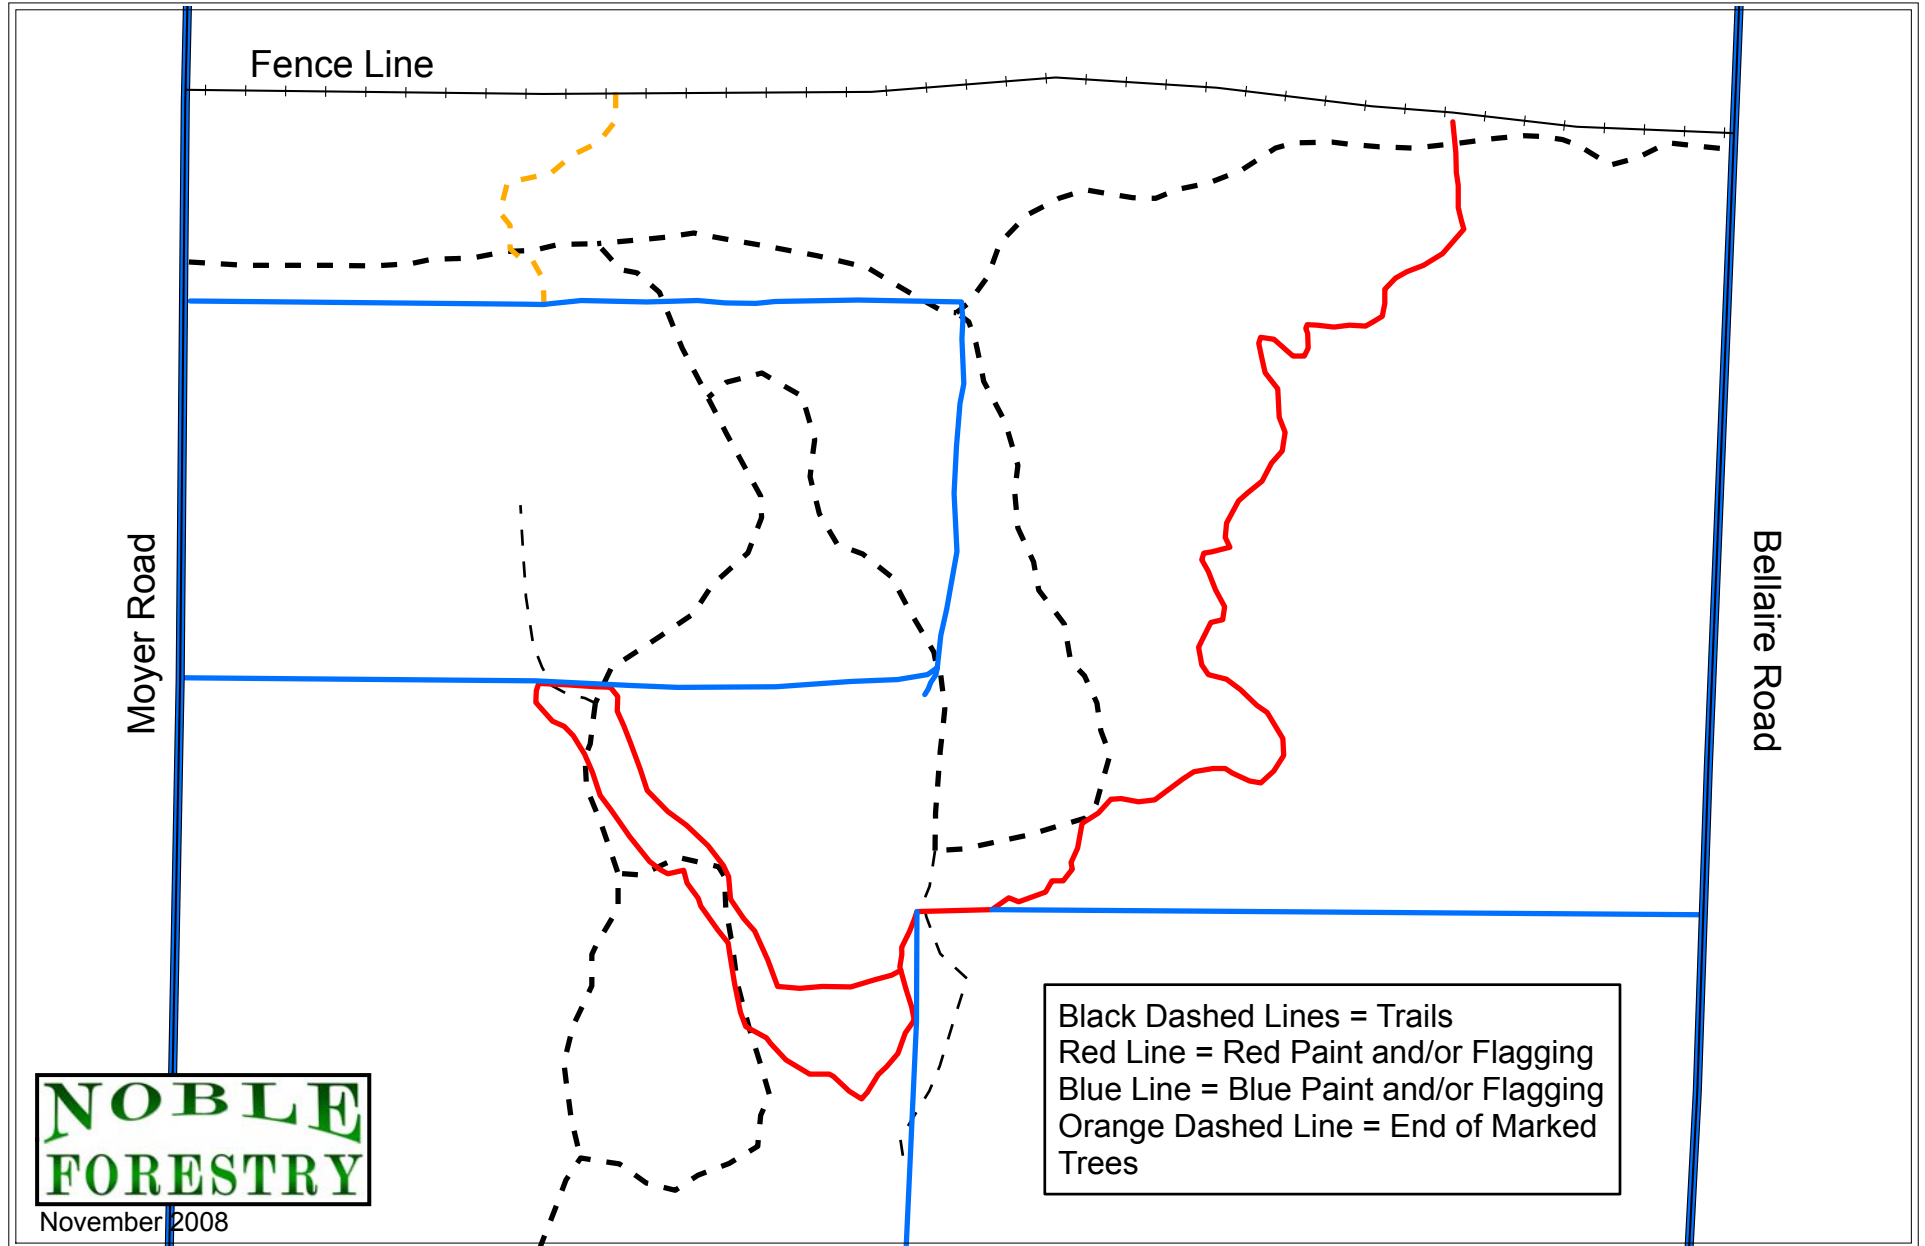 Fence Line
Moyer Road
Bellaire Road
Black Dashed Lines = Trails
Red Line = Red Paint and/or Flagging
Blue Line = Blue Paint and/or Flagging
Orange Dashed Line = End of Marked
Trees
NOBLE
FORESTRY
November 2008